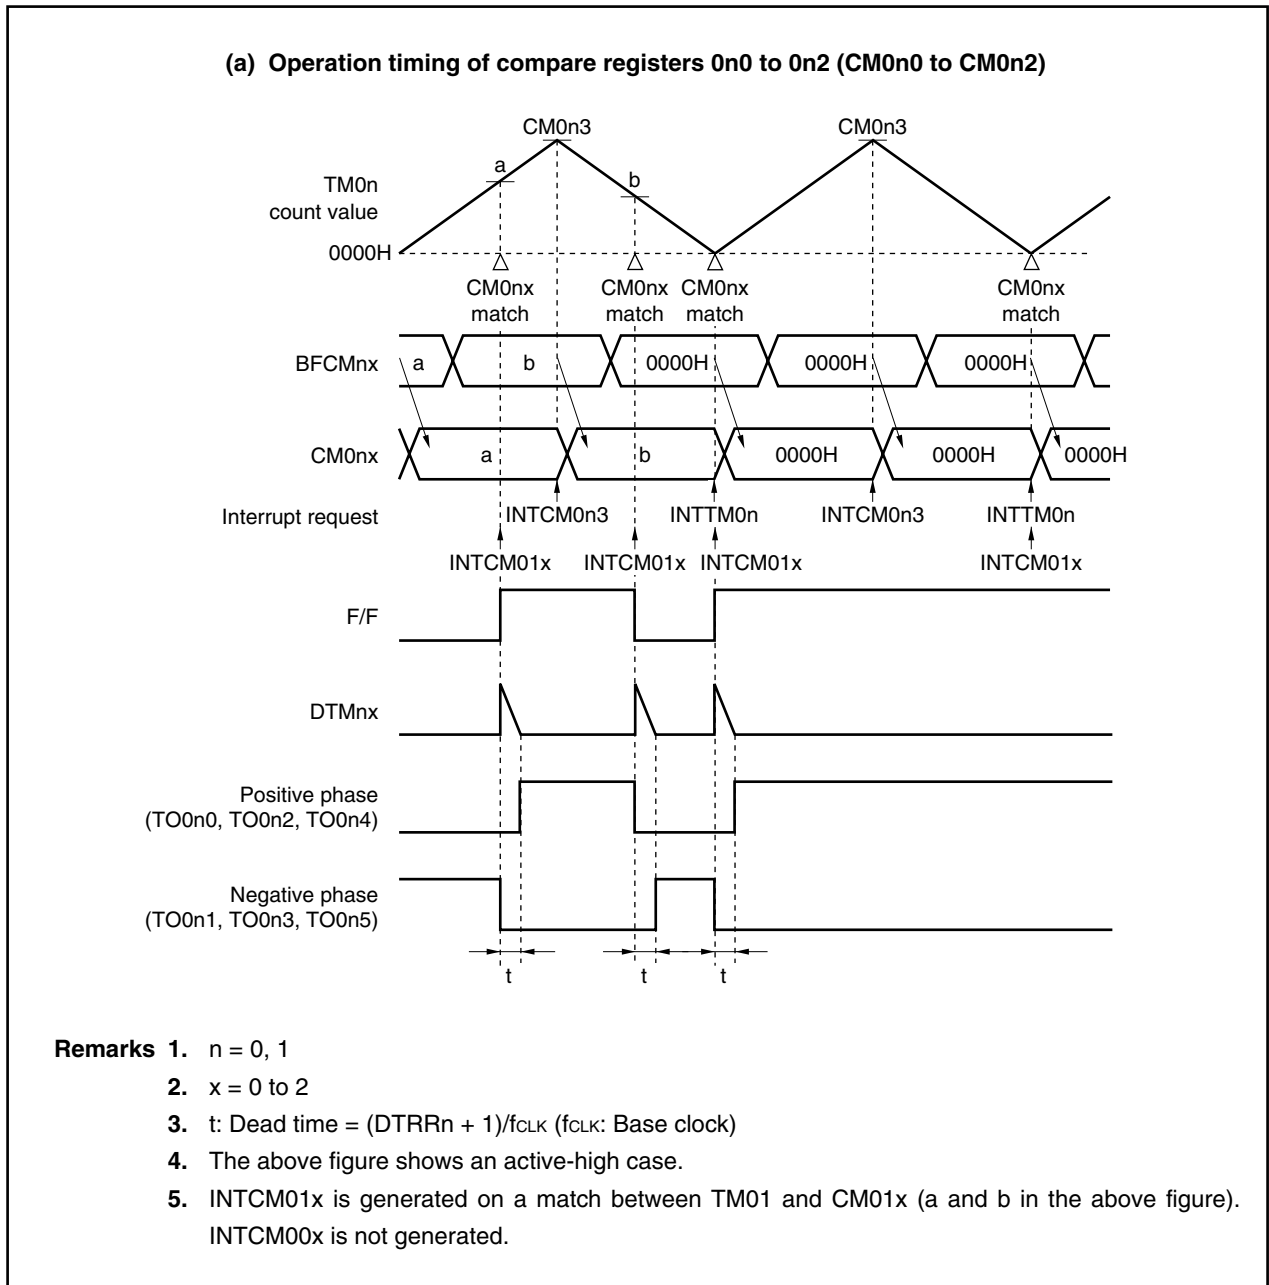 (a) Operation timing of compare registers 0n0 to 0n2 (CM0n0 to CM0n2)
CM0n3 CM0n3
a
b
TM0n
count value
0000H
CM0nx CM0nx CM0nx CM0nx
match match match match
BFCMnx a b 0000H 0000H 0000H
CM0nx a b 0000H 0000H 0000H
Interrupt request INTCM0n3 INTTM0n INTCM0n3 INTTM0n
INTCM01x INTCM01x INTCM01x INTCM01x
F/F
DTMnx
Positive phase
(TO0n0, TO0n2, TO0n4)
Negative phase
(TO0n1, TO0n3, TO0n5)
t t t
Remarks 1. n = 0, 1
2. x = 0 to 2
3. t: Dead time = (DTRRn + 1)/fCLK (fCLK: Base clock)
4. The above figure shows an active-high case.
5. INTCM01x is generated on a match between TM01 and CM01x (a and b in the above figure).
INTCM00x is not generated.